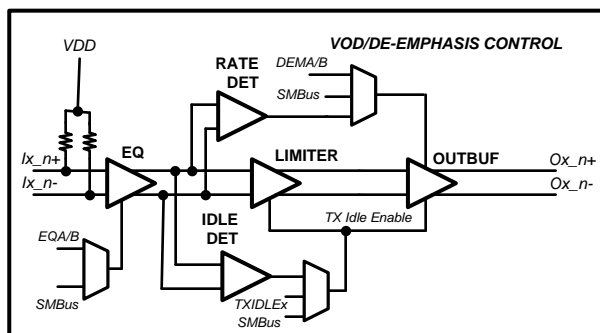 VDD
VOD/DE-EMPHASIS CONTROL
RATE
DET
DEMA/B
SMBus
Ix_n+
Ix_n-
EQ
LIMITER
OUTBUF
Ox_n+
Ox_n-
TX Idle Enable
IDLE
DET
EQA/B
SMBus
TXIDLEx
SMBus